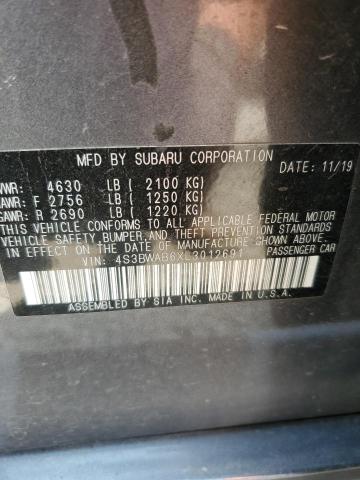 MFD BY SUBARU CORPORATION DATE: 11/19
WR: 4630 LB ( 2100 KG)
AWR: F 2756 LB ( 1250 KG)
GAWR: R 2690 LB ( 1220 KG)
THIS VEHICLE CONFORMS TO ALL APPLICABLE FEDERAL MOTOR
VEHICLE SAFETY, BUMPER, AND THEFT PREVENTION STANDARDS
IN EFFECT ON THE DATE OF MANUFACTURE SHOWN ABOVE.
VIN: 4S3BWAB6XL3012691 PASSENGER CAR
ASSEMBLED BY SIA INC. MADE IN U.S.A.